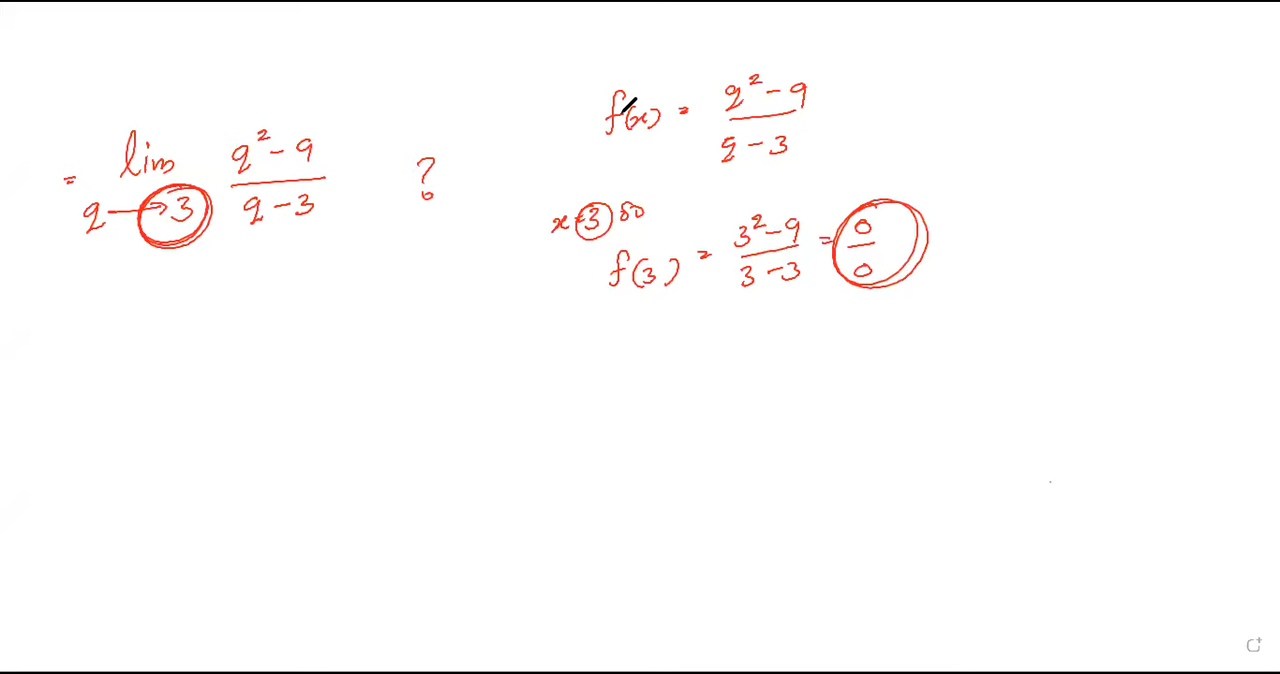 = lim q→3 (q² - 9)/(q - 3) ?
f(x) = (q² - 9)/(q - 3)
x = 3 so
f(3) = (3² - 9)/(3 - 3) = 0/0